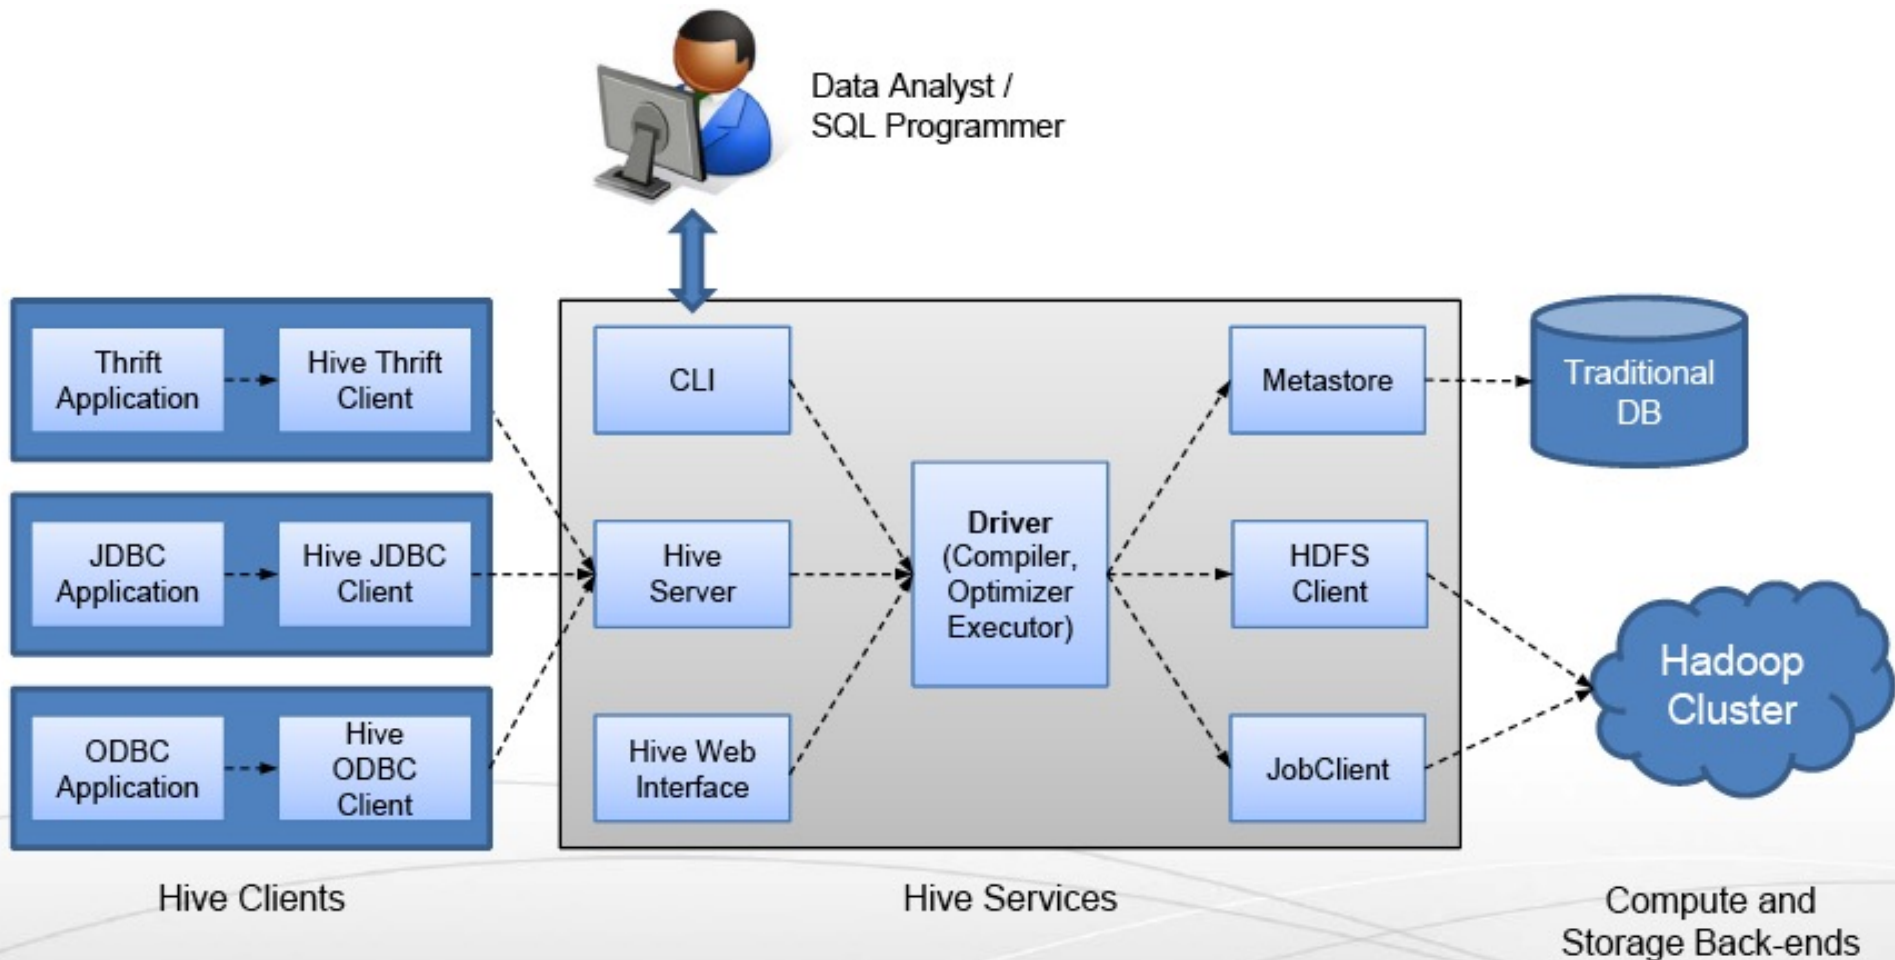 Data Analyst /
SQL Programmer
Thrift
Application
Hive Thrift
Client
JDBC
Application
Hive JDBC
Client
ODBC
Application
Hive
ODBC
Client
Hive Clients
CLI
Hive
Server
Hive Web
Interface
Driver
(Compiler,
Optimizer
Executor)
Metastore
HDFS
Client
JobClient
Hive Services
Traditional
DB
Hadoop
Cluster
Compute and
Storage Back-ends